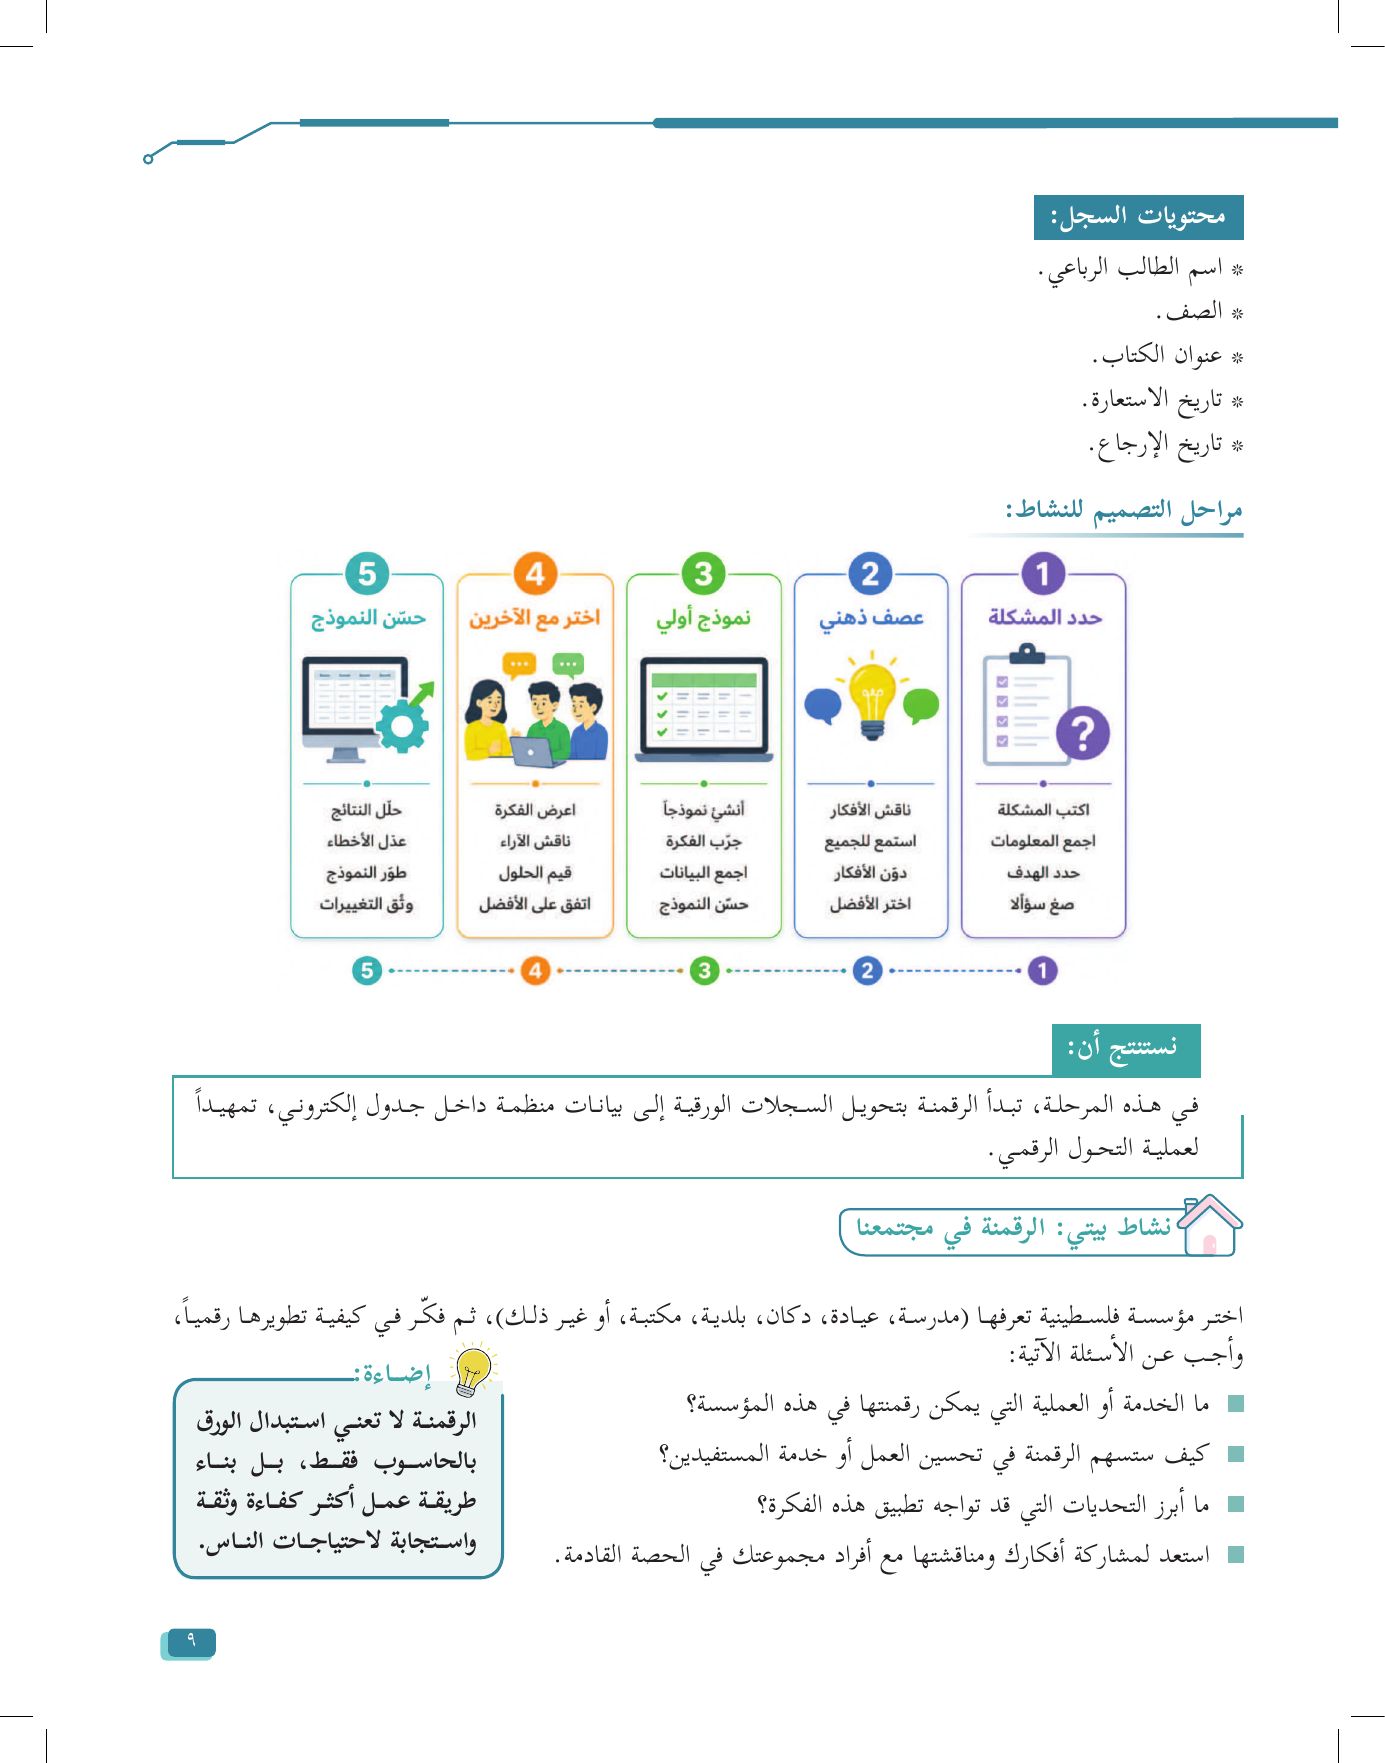 محتويات السجل:
* اسم الطالب الرباعي.
* الصف.
* عنوان الكتاب.
* تاريخ الاستعارة.
* تاريخ الإرجاع.
مراحل التصميم للنشاط:
1
حدد المشكلة
?
اكتب المشكلة
اجمع المعلومات
حدد الهدف
صغ سؤالا
2
عصف ذهني
ناقش الأفكار
استمع للجميع
دوّن الأفكار
اختر الأفضل
3
نموذج أولي
أنشئ نموذجاً
جرّب الفكرة
اجمع البيانات
حسّن النموذج
4
اختر مع الآخرين
اعرض الفكرة
ناقش الآراء
قيم الحلول
اتفق على الأفضل
5
حسّن النموذج
حلّل النتائج
عدّل الأخطاء
طوّر النموذج
وثّق التغييرات
1 2 3 4 5
نستنتج أن:
في هذه المرحلة، تبدأ الرقمنة بتحويل السجلات الورقية إلى بيانات منظمة داخل جدول إلكتروني، تمهيداً
لعملية التحول الرقمي.
نشاط بيتي: الرقمنة في مجتمعنا
اختر مؤسسة فلسطينية تعرفها (مدرسة، عيادة، دكان، بلدية، مكتبة، أو غير ذلك)، ثم فكّر في كيفية تطويرها رقمياً،
وأجب عن الأسئلة الآتية:
ما الخدمة أو العملية التي يمكن رقمنتها في هذه المؤسسة؟
كيف ستسهم الرقمنة في تحسين العمل أو خدمة المستفيدين؟
ما أبرز التحديات التي قد تواجه تطبيق هذه الفكرة؟
استعد لمشاركة أفكارك ومناقشتها مع أفراد مجموعتك في الحصة القادمة.
إضاءة:
الرقمنة لا تعني استبدال الورق
بالحاسوب فقط، بل بناء
طريقة عمل أكثر كفاءة وثقة
واستجابة لاحتياجات الناس.
٩